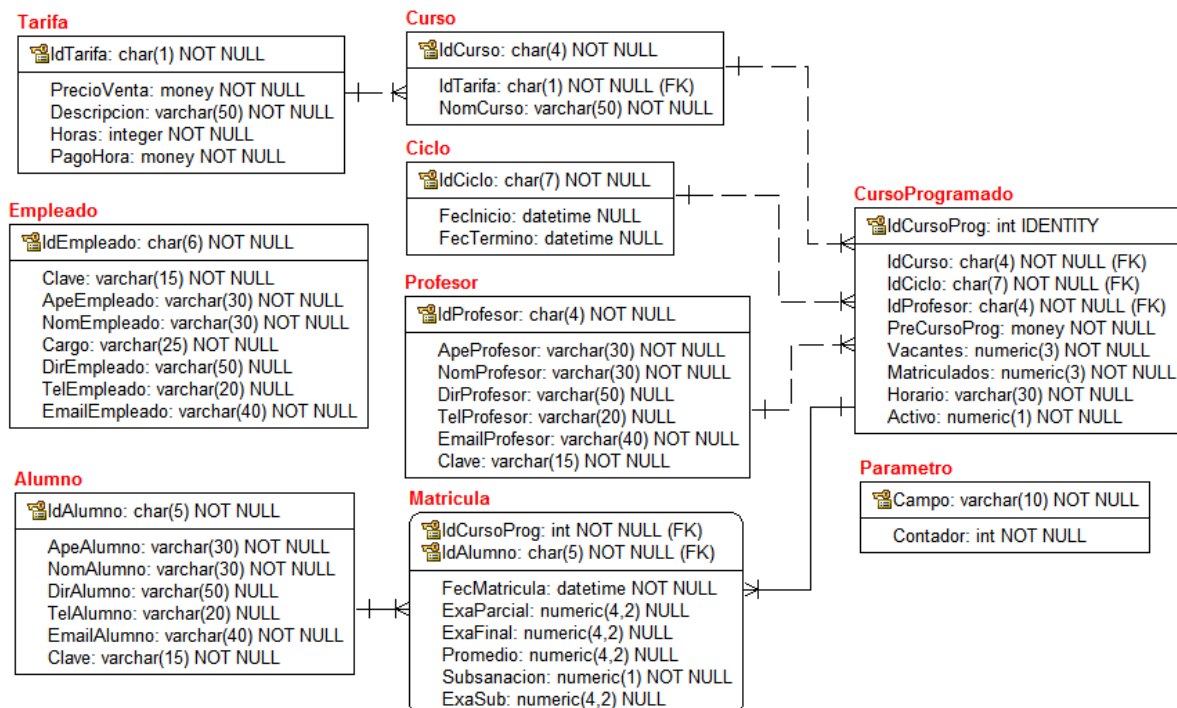 Tarifa
IdTarifa: char(1) NOT NULL
PrecioVenta: money NOT NULL
Descripcion: varchar(50) NOT NULL
Horas: integer NOT NULL
PagoHora: money NOT NULL
Curso
IdCurso: char(4) NOT NULL
IdTarifa: char(1) NOT NULL (FK)
NomCurso: varchar(50) NOT NULL
Ciclo
IdCiclo: char(7) NOT NULL
FecInicio: datetime NULL
FecTermino: datetime NULL
Empleado
IdEmpleado: char(6) NOT NULL
Clave: varchar(15) NOT NULL
ApeEmpleado: varchar(30) NOT NULL
NomEmpleado: varchar(30) NOT NULL
Cargo: varchar(25) NOT NULL
DirEmpleado: varchar(50) NULL
TelEmpleado: varchar(20) NULL
EmailEmpleado: varchar(40) NOT NULL
Profesor
IdProfesor: char(4) NOT NULL
ApeProfesor: varchar(30) NOT NULL
NomProfesor: varchar(30) NOT NULL
DirProfesor: varchar(50) NULL
TelProfesor: varchar(20) NULL
EmailProfesor: varchar(40) NOT NULL
Clave: varchar(15) NOT NULL
CursoProgramado
IdCursoProg: int IDENTITY
IdCurso: char(4) NOT NULL (FK)
IdCiclo: char(7) NOT NULL (FK)
IdProfesor: char(4) NOT NULL (FK)
PreCursoProg: money NOT NULL
Vacantes: numeric(3) NOT NULL
Matriculados: numeric(3) NOT NULL
Horario: varchar(30) NOT NULL
Activo: numeric(1) NOT NULL
Alumno
IdAlumno: char(5) NOT NULL
ApeAlumno: varchar(30) NOT NULL
NomAlumno: varchar(30) NOT NULL
DirAlumno: varchar(50) NULL
TelAlumno: varchar(20) NULL
EmailAlumno: varchar(40) NOT NULL
Clave: varchar(15) NOT NULL
Matricula
IdCursoProg: int NOT NULL (FK)
IdAlumno: char(5) NOT NULL (FK)
FecMatricula: datetime NOT NULL
ExaParcial: numeric(4,2) NULL
ExaFinal: numeric(4,2) NULL
Promedio: numeric(4,2) NULL
Subsanacion: numeric(1) NOT NULL
ExaSub: numeric(4,2) NULL
Parametro
Campo: varchar(10) NOT NULL
Contador: int NOT NULL